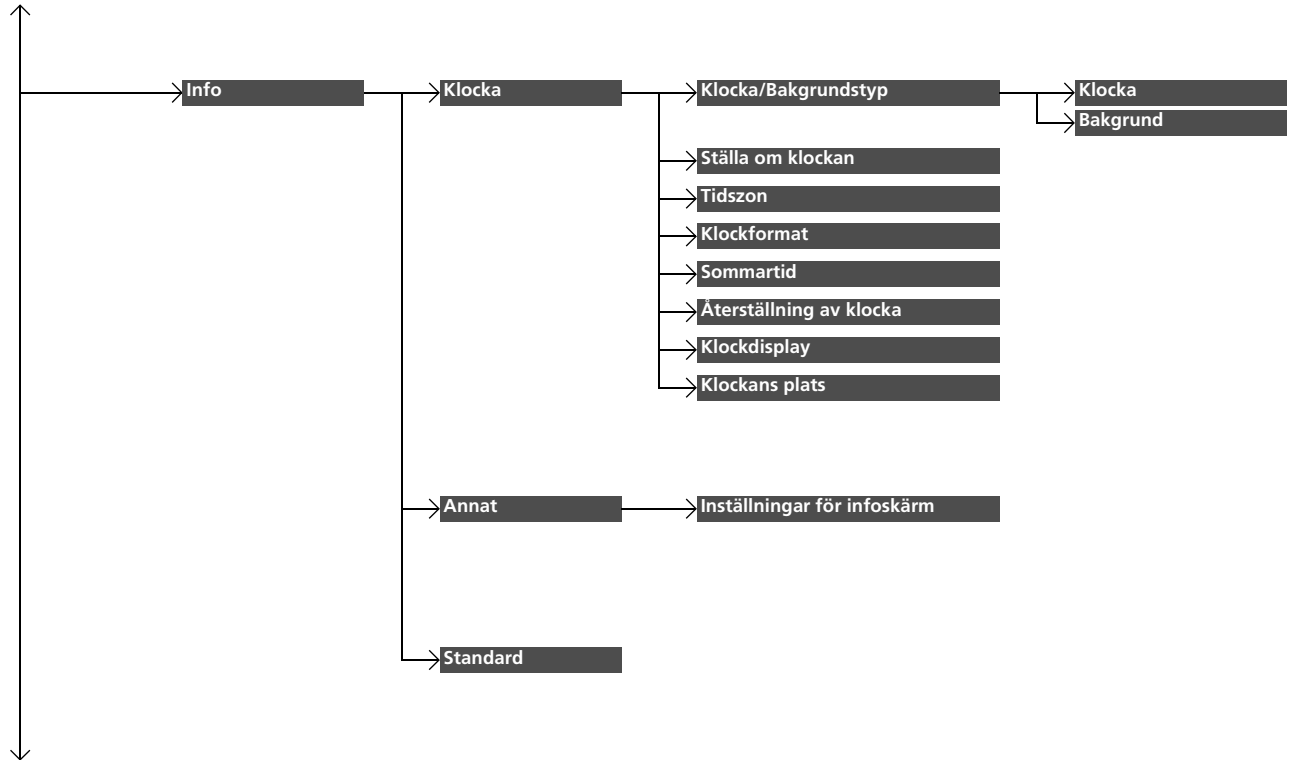 Info
Klocka
Klocka/Bakgrundstyp
Klocka
Bakgrund
Ställa om klockan
Tidszon
Klockformat
Sommartid
Återställning av klocka
Klockdisplay
Klockans plats
Annat
Inställningar för infoskärm
Standard